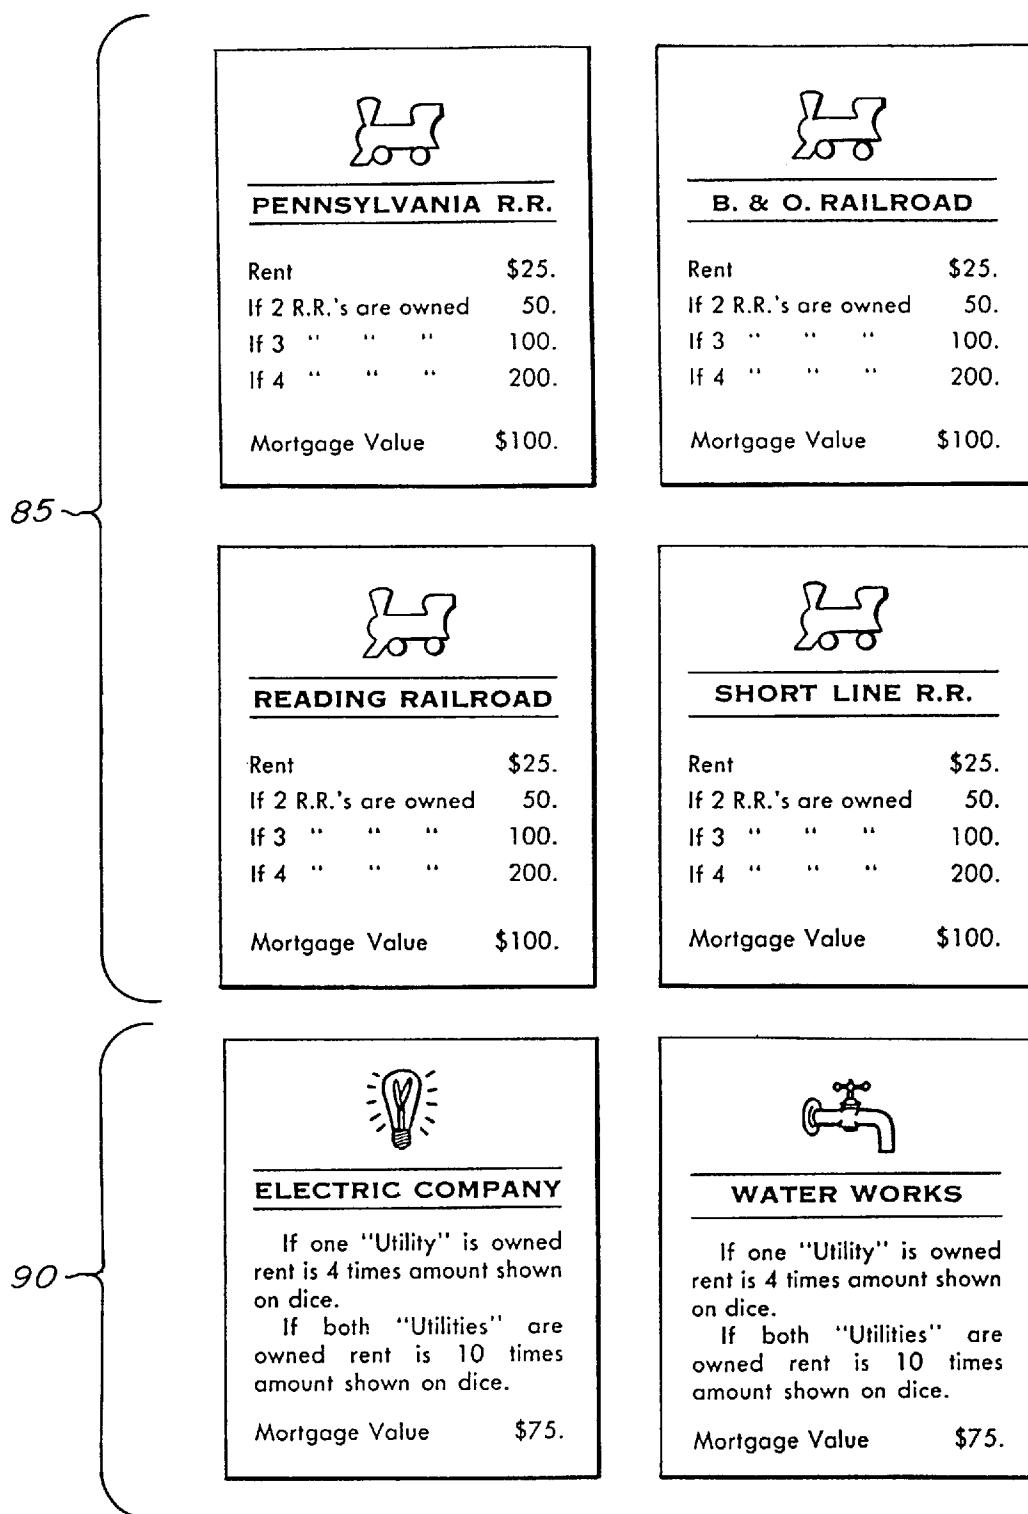 PENNSYLVANIA R.R.
Rent $25.
If 2 R.R.'s are owned 50.
If 3 " " " 100.
If 4 " " " 200.
Mortgage Value $100.
B. & O. RAILROAD
Rent $25.
If 2 R.R.'s are owned 50.
If 3 " " " 100.
If 4 " " " 200.
Mortgage Value $100.
85
READING RAILROAD
Rent $25.
If 2 R.R.'s are owned 50.
If 3 " " " 100.
If 4 " " " 200.
Mortgage Value $100.
SHORT LINE R.R.
Rent $25.
If 2 R.R.'s are owned 50.
If 3 " " " 100.
If 4 " " " 200.
Mortgage Value $100.
90
ELECTRIC COMPANY
If one "Utility" is owned
rent is 4 times amount shown
on dice.
If both "Utilities" are
owned rent is 10 times
amount shown on dice.
Mortgage Value $75.
WATER WORKS
If one "Utility" is owned
rent is 4 times amount shown
on dice.
If both "Utilities" are
owned rent is 10 times
amount shown on dice.
Mortgage Value $75.